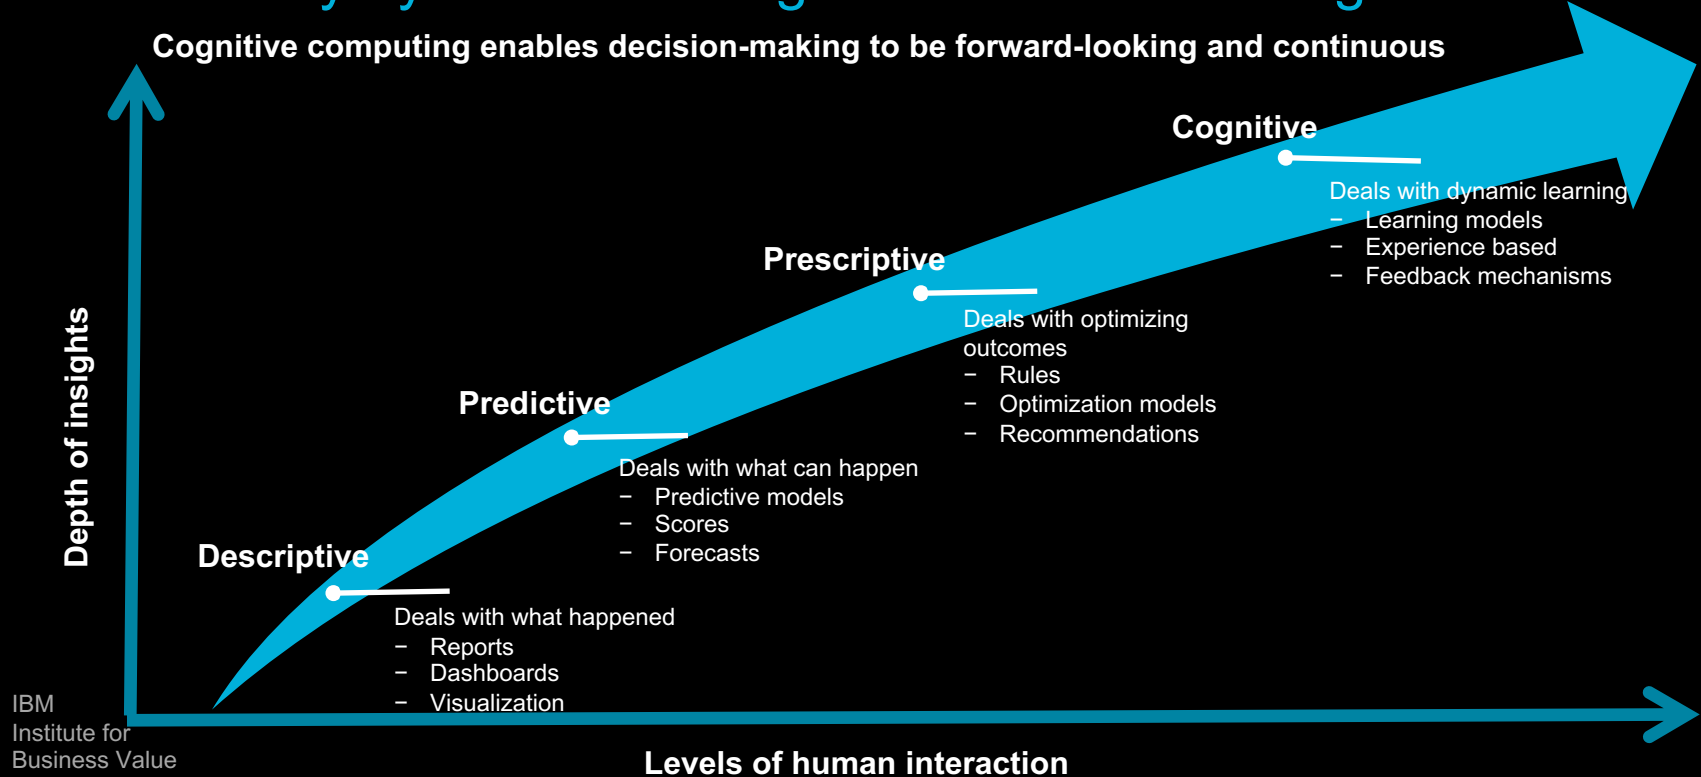 Cognitive computing enables decision-making to be forward-looking and continuous
Cognitive
Deals with dynamic learning
− Learning models
− Experience based
− Feedback mechanisms
Prescriptive
Deals with optimizing
outcomes
− Rules
− Optimization models
− Recommendations
Predictive
Deals with what can happen
− Predictive models
− Scores
− Forecasts
Descriptive
Deals with what happened
− Reports
− Dashboards
− Visualization
Depth of insights
Levels of human interaction
IBM
Institute for
Business Value